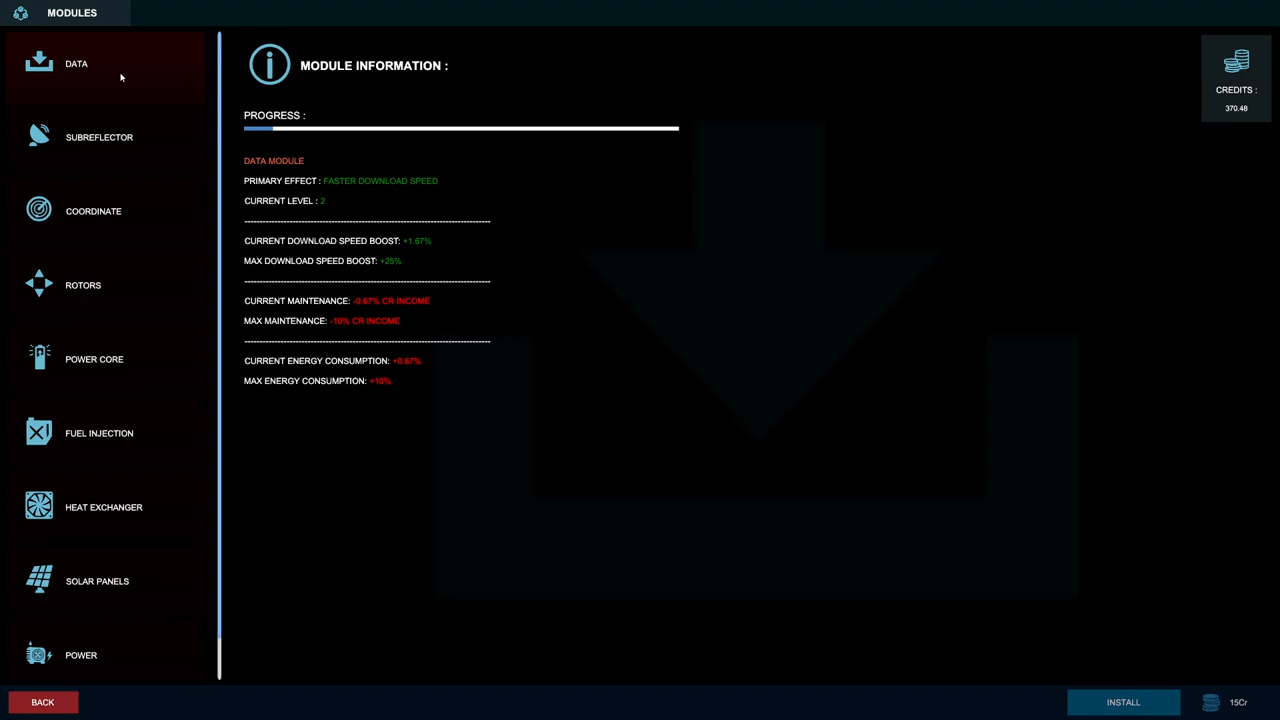 MODULES
DATA
SUBREFLECTOR
COORDINATE
ROTORS
POWER CORE
FUEL INJECTION
HEAT EXCHANGER
SOLAR PANELS
POWER
MODULE INFORMATION :
PROGRESS :
DATA MODULE
PRIMARY EFFECT : FASTER DOWNLOAD SPEED
CURRENT LEVEL : 2
--------------------------------------------------------------------------------
CURRENT DOWNLOAD SPEED BOOST: +1.67%
MAX DOWNLOAD SPEED BOOST: +25%
--------------------------------------------------------------------------------
CURRENT MAINTENANCE: -0.67% CR INCOME
MAX MAINTENANCE: -10% CR INCOME
--------------------------------------------------------------------------------
CURRENT ENERGY CONSUMPTION: +0.67%
MAX ENERGY CONSUMPTION: +10%
CREDITS :
370.48
BACK
INSTALL
15Cr